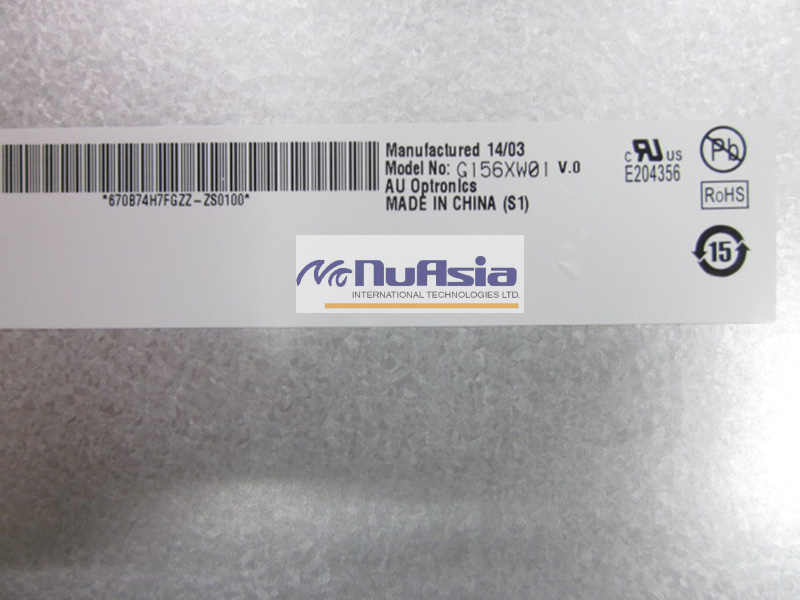 Manufactured 14/03
Model No: G156XW01 V.0
AU Optronics
MADE IN CHINA (S1)
*670B74H7FGZZ-ZS0100*
c RU us
E204356
Pb
RoHS
15
NuAsia
INTERNATIONAL TECHNOLOGIES LTD.